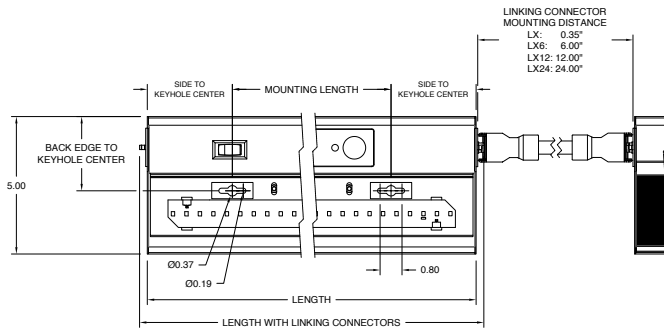 LINKING CONNECTOR
MOUNTING DISTANCE
LX: 0.35"
LX6: 6.00"
LX12: 12.00"
LX24: 24.00"
SIDE TO
KEYHOLE CENTER
MOUNTING LENGTH
SIDE TO
KEYHOLE CENTER
BACK EDGE TO
KEYHOLE CENTER
5.00
Ø0.37
Ø0.19
0.80
LENGTH
LENGTH WITH LINKING CONNECTORS